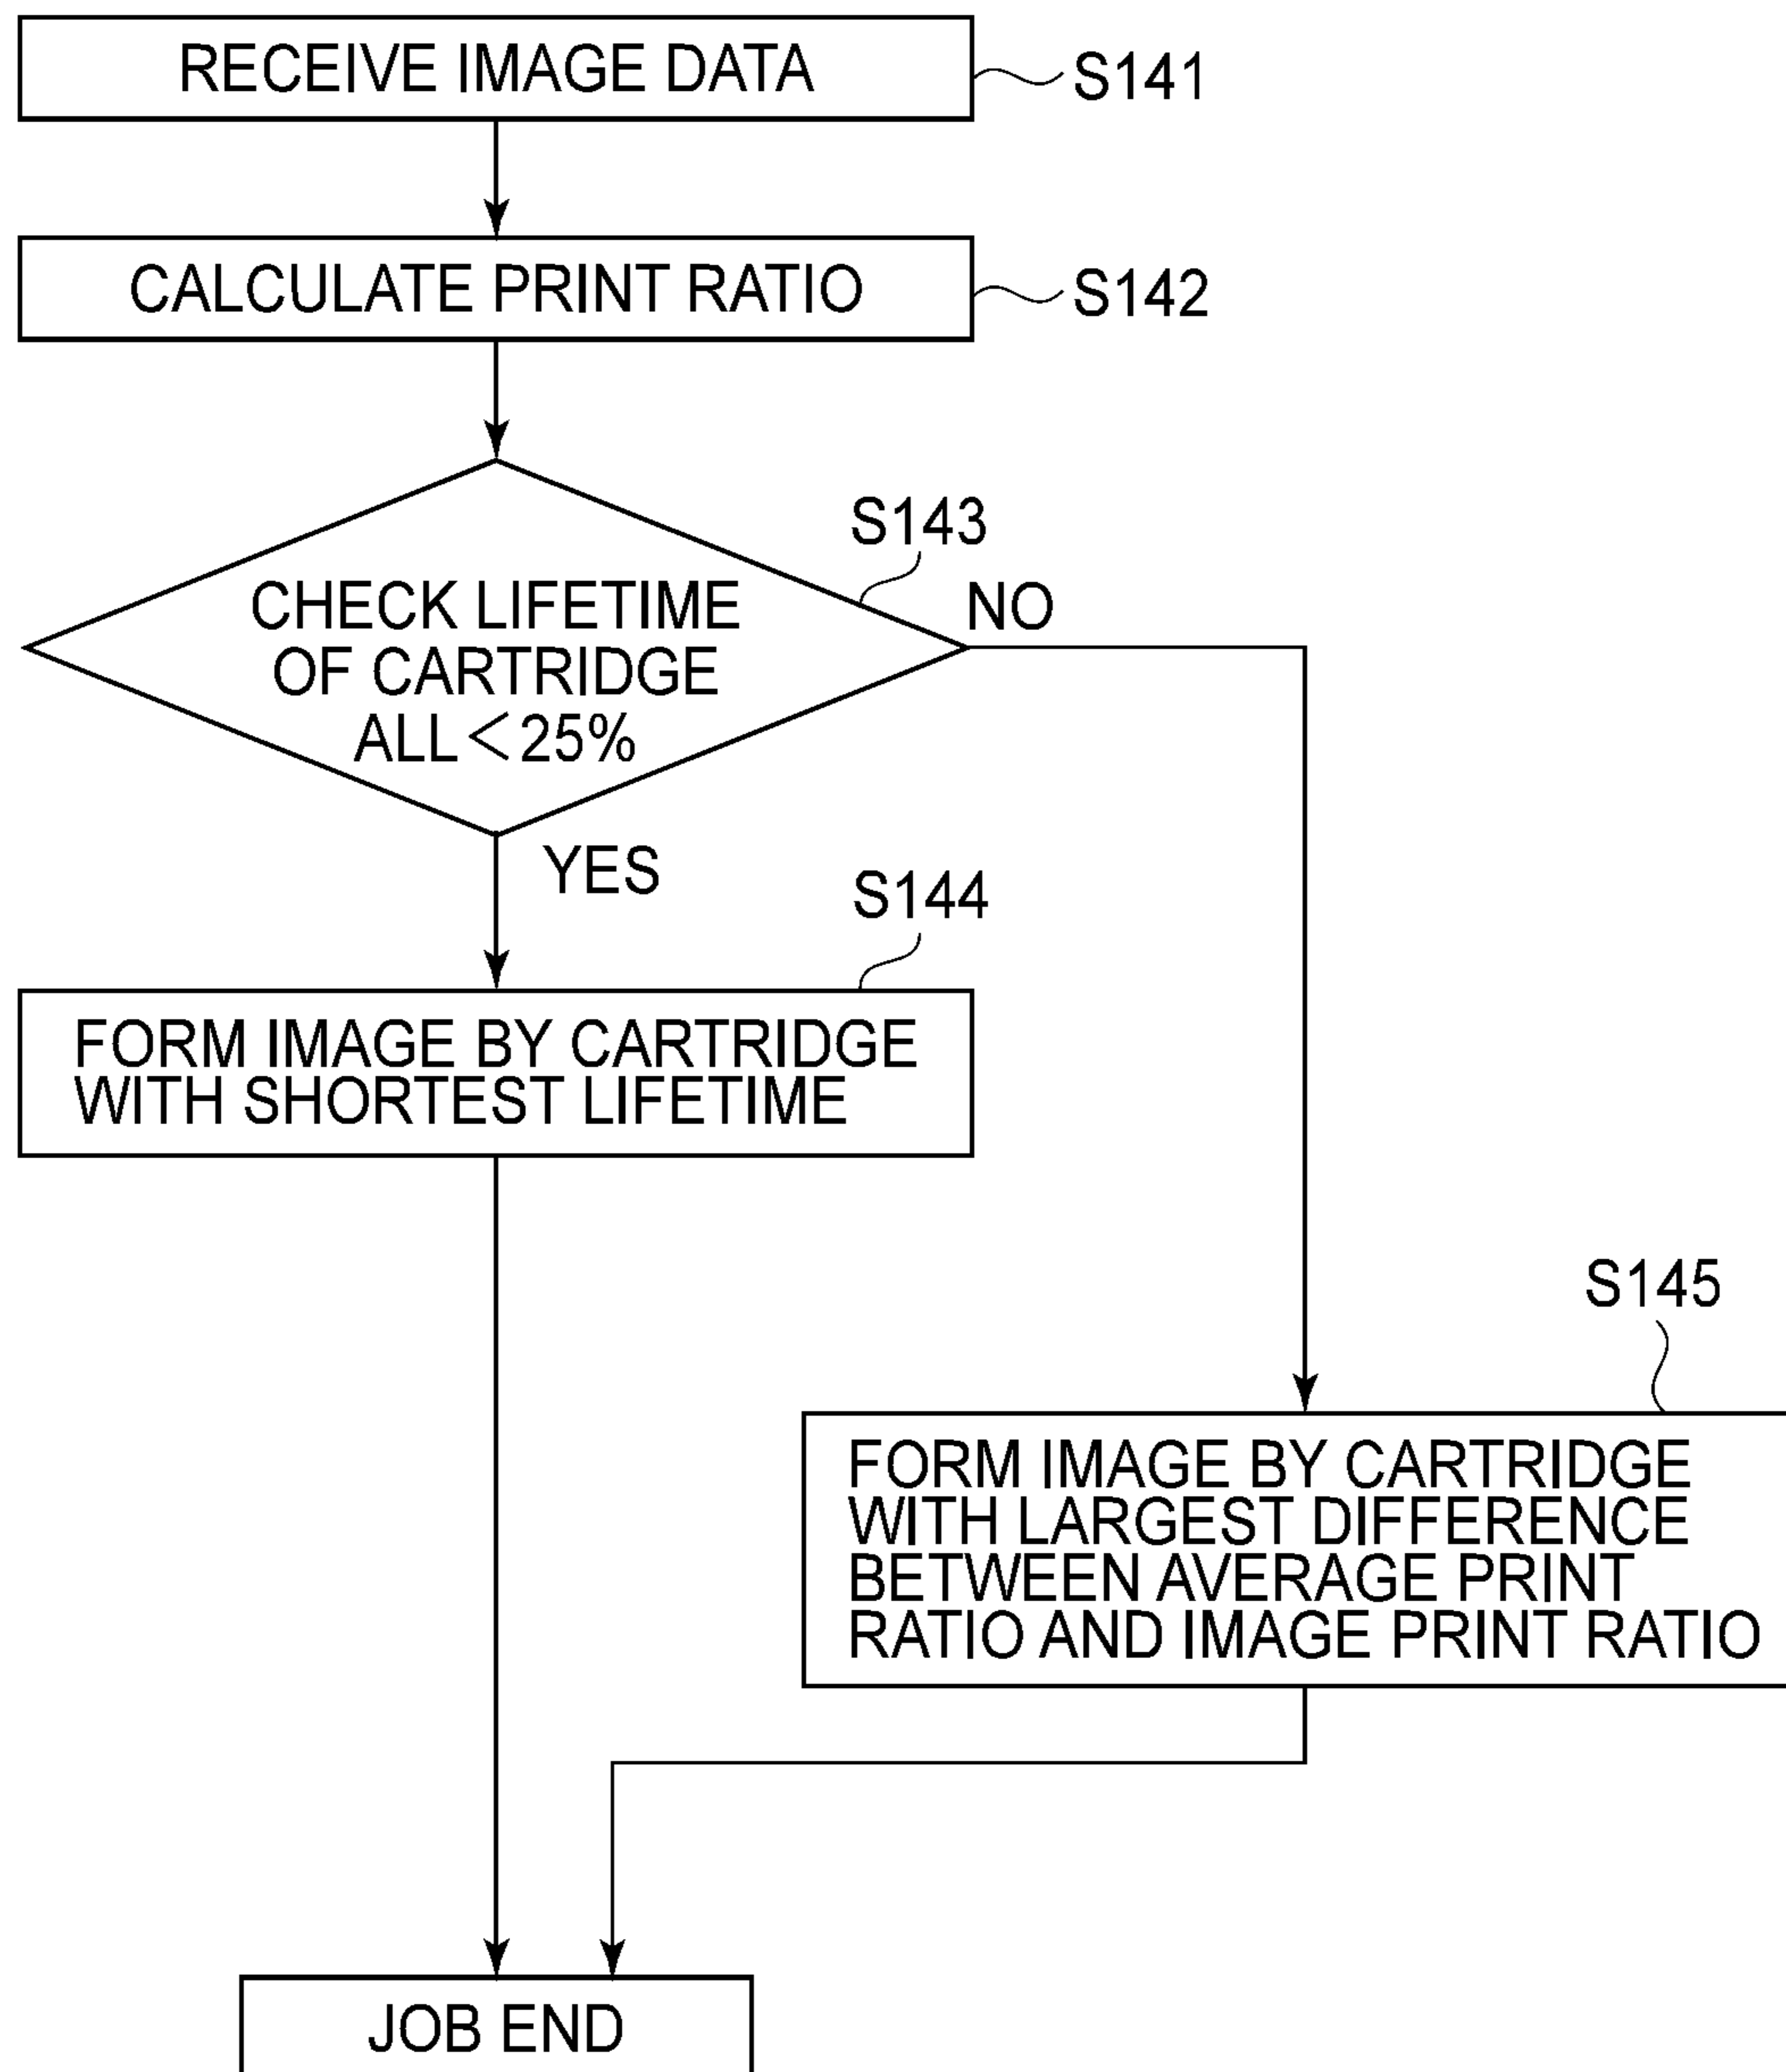 RECEIVE IMAGE DATA
S141
CALCULATE PRINT RATIO
S142
S143
CHECK LIFETIME
OF CARTRIDGE
ALL<25%
NO
YES
S144
FORM IMAGE BY CARTRIDGE
WITH SHORTEST LIFETIME
S145
FORM IMAGE BY CARTRIDGE
WITH LARGEST DIFFERENCE
BETWEEN AVERAGE PRINT
RATIO AND IMAGE PRINT RATIO
JOB END